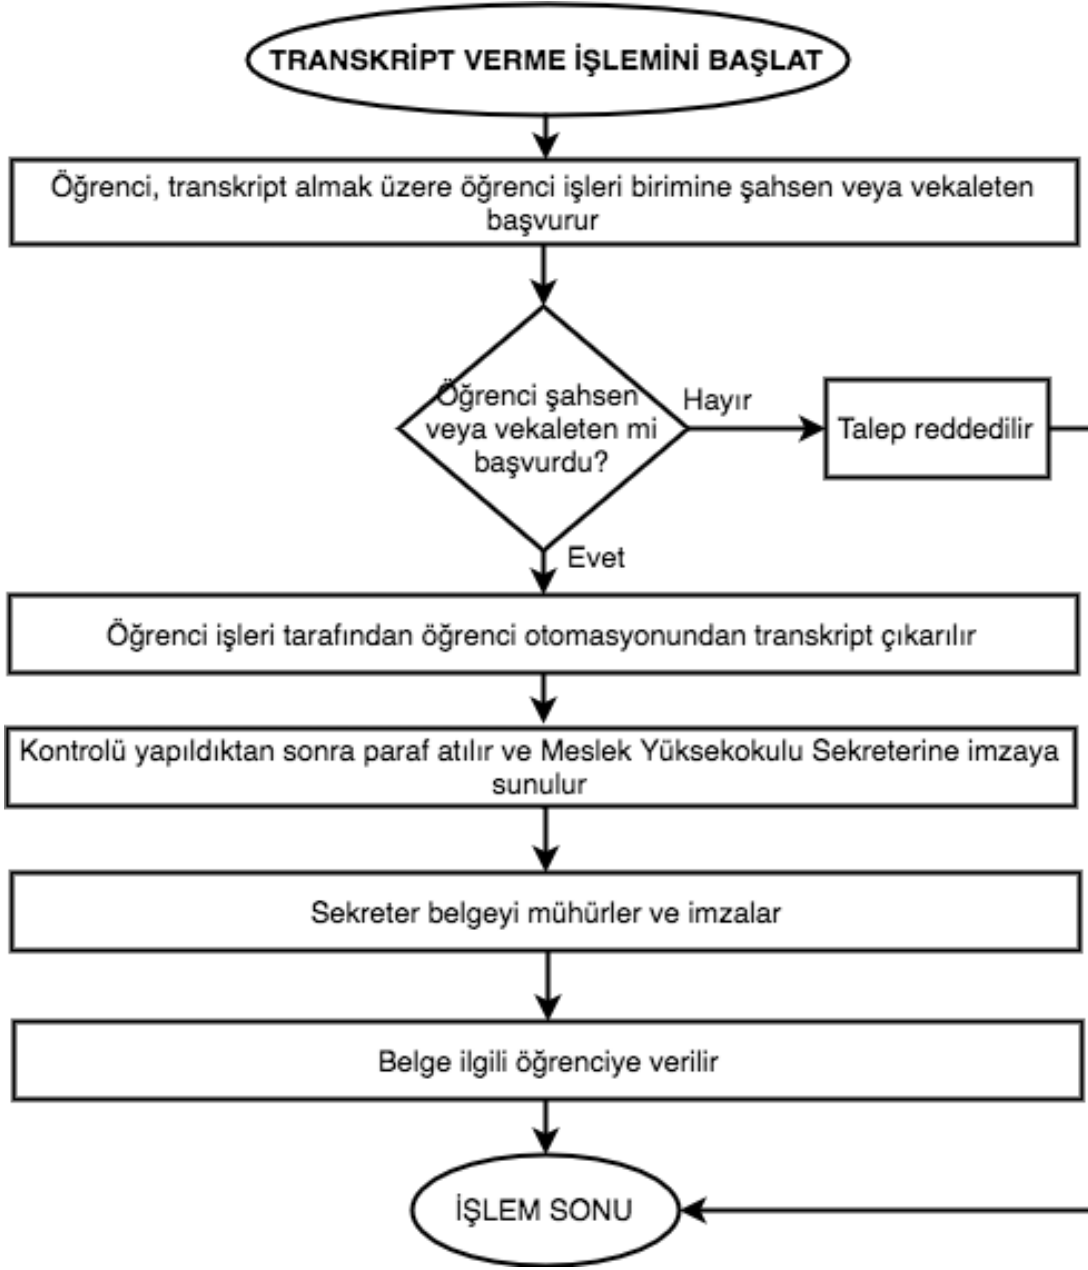 TRANSKRİPT VERME İŞLEMİNİ BAŞLAT
Öğrenci, transkript almak üzere öğrenci işleri birimine şahsen veya vekaleten
başvurur
Öğrenci şahsen
veya vekaleten mi
başvurdu?
Hayır
Talep reddedilir
Evet
Öğrenci işleri tarafından öğrenci otomasyonundan transkript çıkarılır
Kontrolü yapıldıktan sonra paraf atılır ve Meslek Yüksekokulu Sekreterine imzaya
sunulur
Sekreter belgeyi mühürler ve imzalar
Belge ilgili öğrenciye verilir
İŞLEM SONU